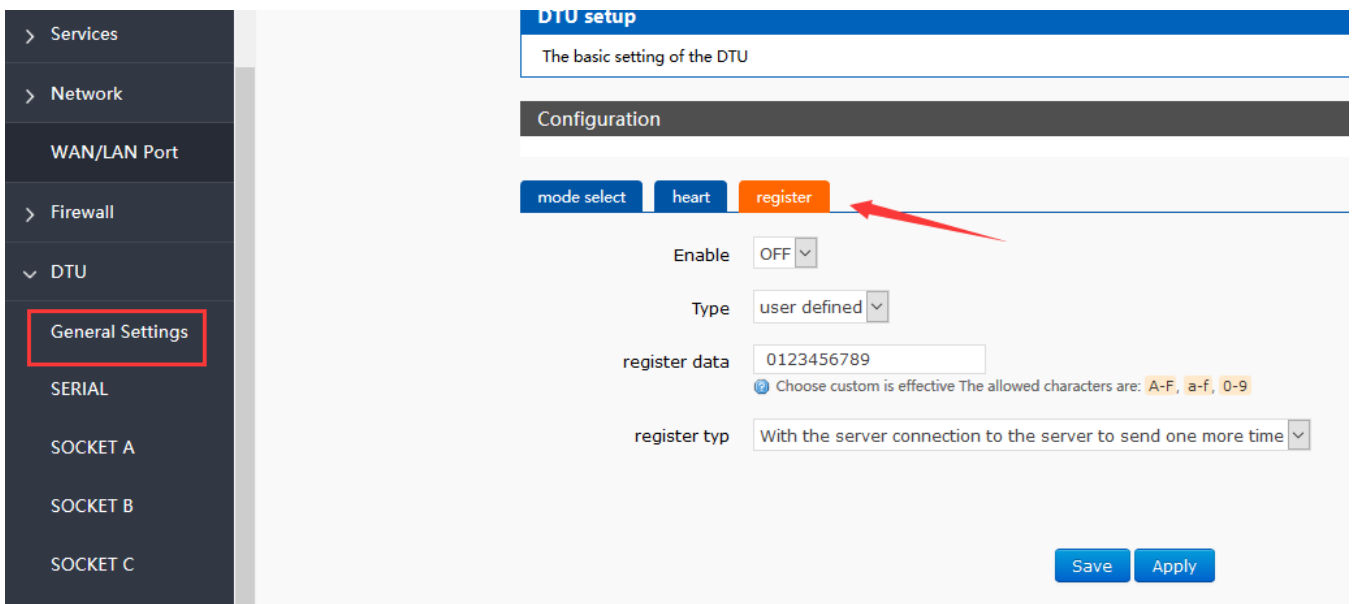 Services
Network
WAN/LAN Port
Firewall
DTU
General Settings
SERIAL
SOCKET A
SOCKET B
SOCKET C
DTU setup
The basic setting of the DTU
Configuration
mode select heart register
Enable OFF
Type user defined
register data 0123456789
Choose custom is effective The allowed characters are: A-F, a-f, 0-9
register typ With the server connection to the server to send one more time
Save Apply